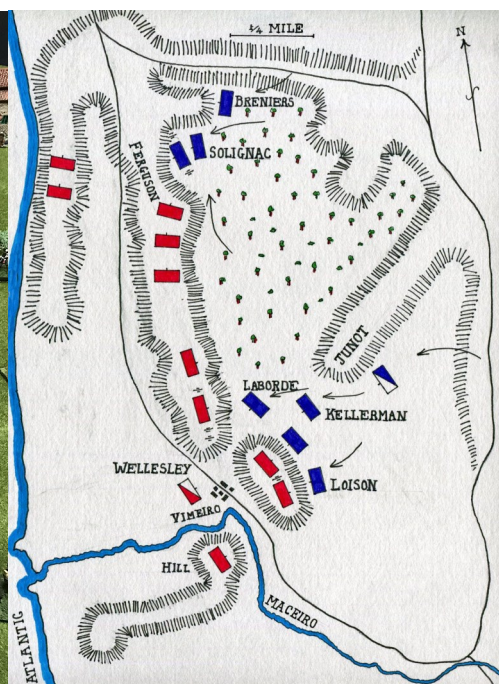 ¼ MILE
N
S
BRENIERS
SOLIGNAC
FERGUSON
JUNOT
LABORDE
KELLERMAN
WELLESLEY
LOISON
VIMEIRO
HILL
MACEIRO
ATLANTIC